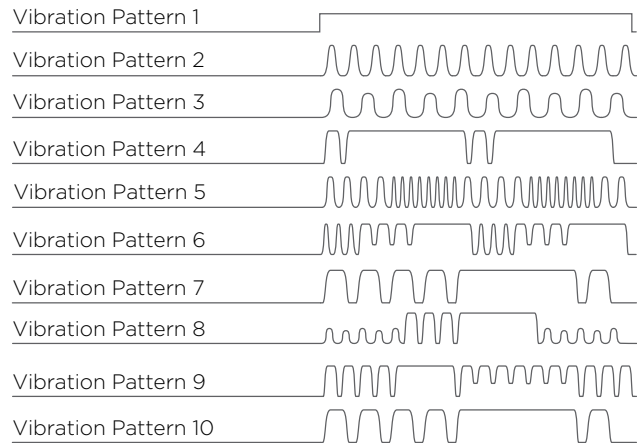 Vibration Pattern 1
Vibration Pattern 2
Vibration Pattern 3
Vibration Pattern 4
Vibration Pattern 5
Vibration Pattern 6
Vibration Pattern 7
Vibration Pattern 8
Vibration Pattern 9
Vibration Pattern 10